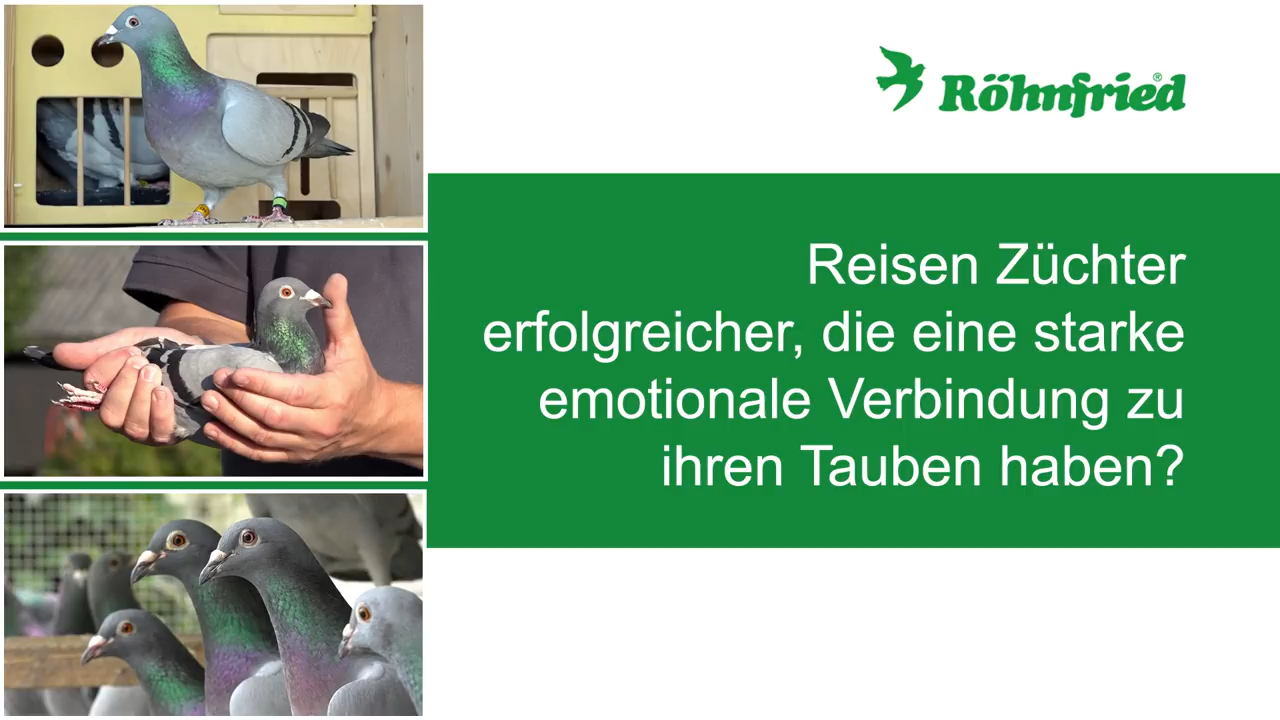 Röhnfried®
Reisen Züchter
erfolgreicher, die eine starke
emotionale Verbindung zu
ihren Tauben haben?